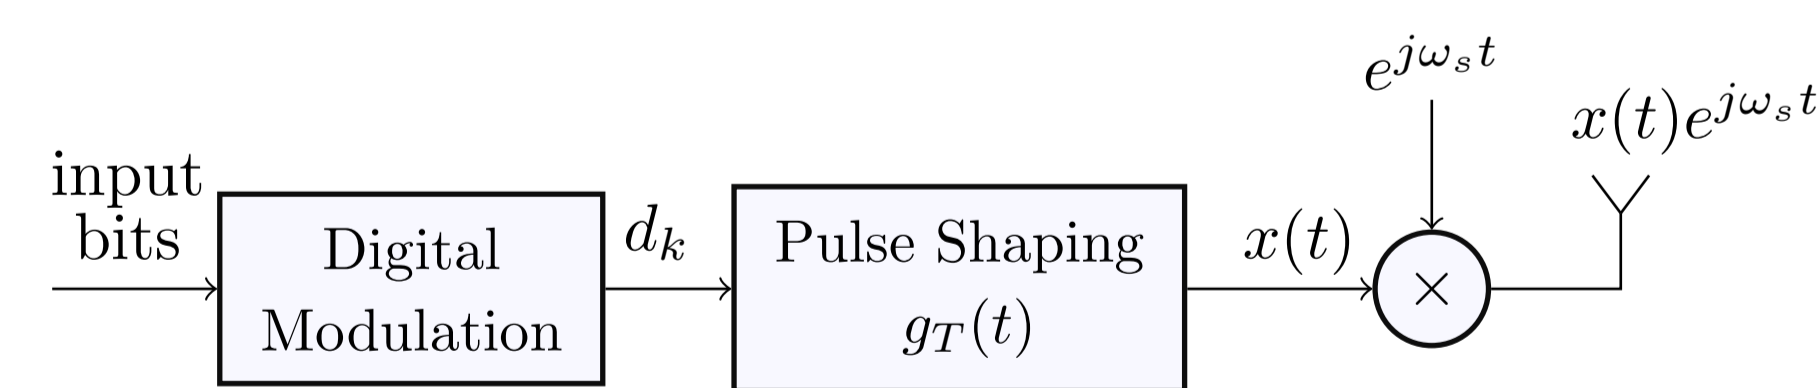 input
bits
Digital
Modulation
d_k
Pulse Shaping
g_T(t)
x(t)
×
e^{jω_s t}
x(t)e^{jω_s t}